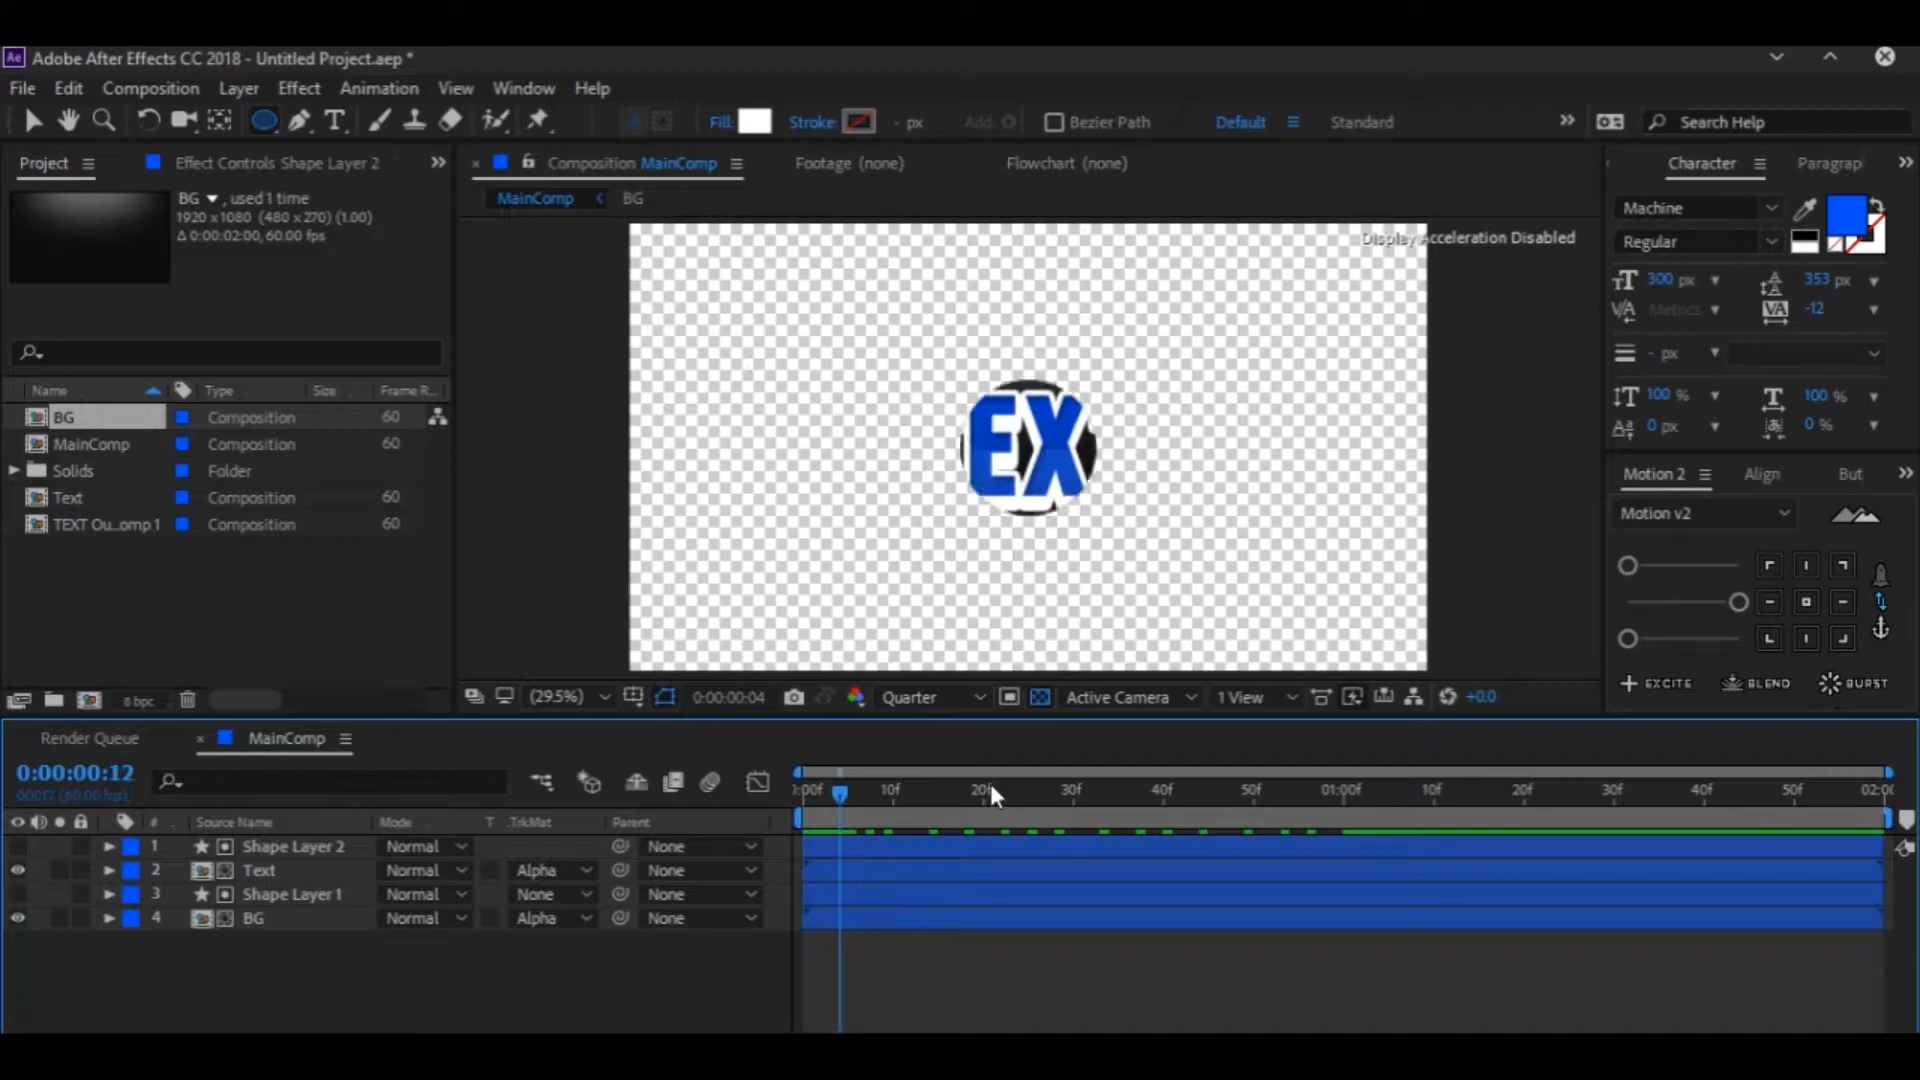 Ae Adobe After Effects CC 2018 - Untitled Project.aep *
File Edit Composition Layer Effect Animation View Window Help
T Fill: Stroke: - px Add: Bezier Path Default Standard Search Help
Project Effect Controls Shape Layer 2 Composition MainComp Footage (none) Flowchart (none) Character Paragrap
BG , used 1 time
1920 x 1080 (480 x 270) (1.00)
Δ 0:00:02:00, 60.00 fps
MainComp BG
Display Acceleration Disabled
EX
Machine
Regular
300 px 353 px
Metrics -12
- px
100 % 100 %
0 px 0 %
Name Type Size Frame R...
BG Composition 60
MainComp Composition 60
Solids Folder
Text Composition 60
TEXT Ou...omp 1 Composition 60
Motion 2 Align But
Motion v2
EXCITE BLEND BURST
8 bpc
(29.5%) 0:00:00:04 Quarter Active Camera 1 View +0.0
Render Queue MainComp
0:00:00:12
00012 (60.00 fps)
:00f 10f 20f 30f 40f 50f 01:00f 10f 20f 30f 40f 50f 02:00
# Source Name Mode T .TrkMat Parent
1 Shape Layer 2 Normal None
2 Text Normal Alpha None
3 Shape Layer 1 Normal None None
4 BG Normal Alpha None